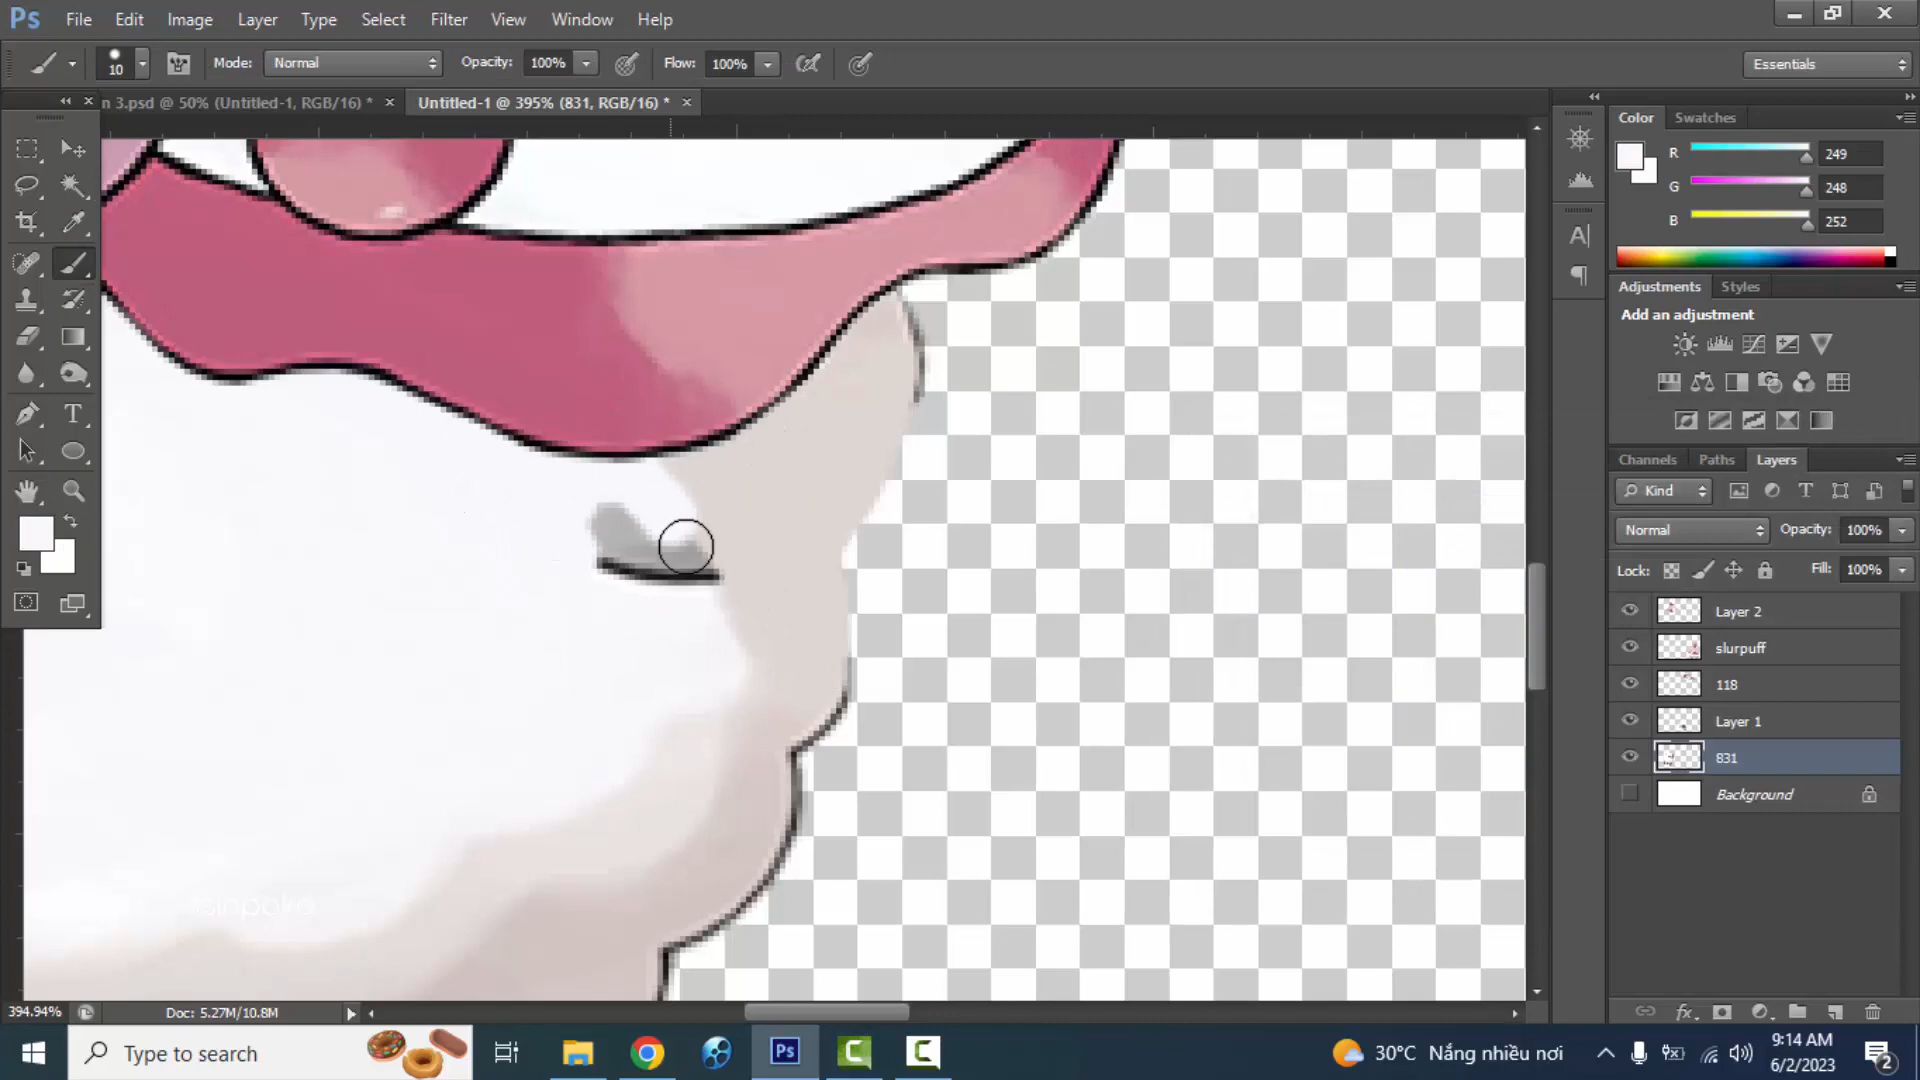 Ps File Edit Image Layer Type Select Filter View Window Help
10 Mode: Normal Opacity: 100% Flow: 100% Essentials
n 3.psd @ 50% (Untitled-1, RGB/16) * × Untitled-1 @ 395% (831, RGB/16) * ×
Color Swatches
R 249
G 248
B 252
Adjustments Styles
Add an adjustment
Channels Paths Layers
Kind
Normal Opacity: 100%
Lock: Fill: 100%
Layer 2
slurpuff
118
Layer 1
831
Background
394.94% Doc: 5.27M/10.8M
Type to search
Ps
30°C Nắng nhiều nơi
9:14 AM
6/2/2023
2